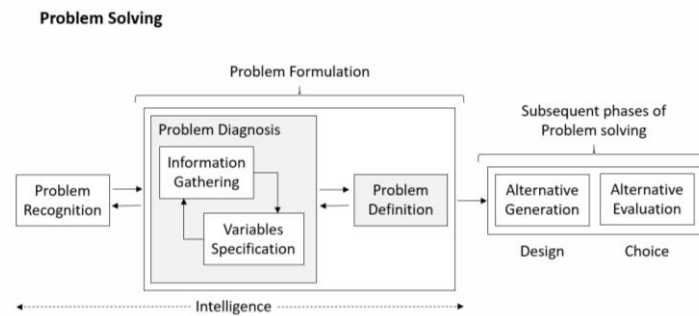 Problem Solving
Problem Formulation
Subsequent phases of
Problem solving
Problem Diagnosis
Information
Gathering
Variables
Specification
Problem
Recognition
Problem
Definition
Alternative
Generation
Alternative
Evaluation
Design
Choice
Intelligence